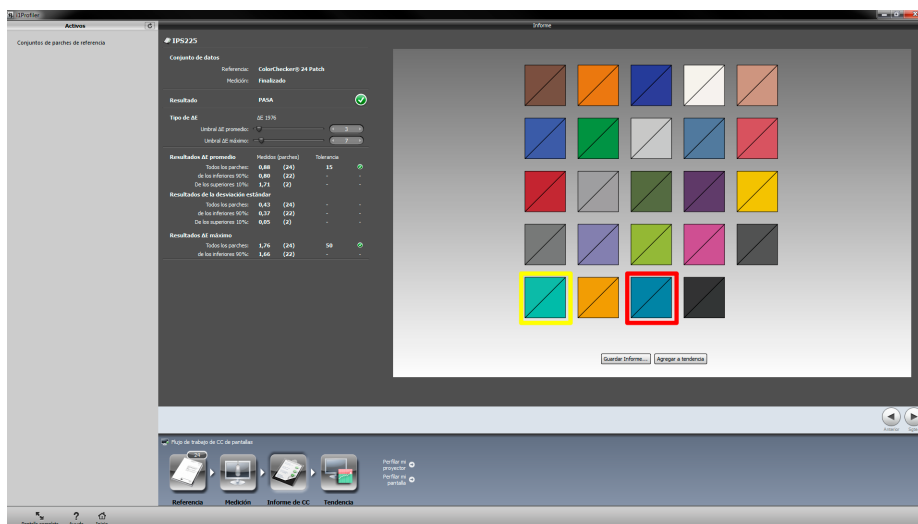 i1Profiler
Activos
Informe
Conjuntos de parches de referencia
IPS225
Conjunto de datos
Referencia: ColorChecker® 24 Patch
Medición: Finalizado
Resultado PASA
Tipo de ΔE ΔE 1976
Umbral ΔE promedio: 3
Umbral ΔE máximo: 7
Resultados ΔE promedio Medidos (parches) Tolerancia
Todos los parches: 0,88 (24) 15
de los inferiores 90%: 0,80 (22) - -
De los superiores 10%: 1,71 (2) - -
Resultados de la desviación estándar
Todos los parches: 0,43 (24) - -
de los inferiores 90%: 0,37 (22) - -
De los superiores 10%: 0,05 (2) - -
Resultados ΔE máximo
Todos los parches: 1,76 (24) 50
de los inferiores 90%: 1,66 (22) - -
Guardar Informe... Agregar a tendencia
Anterior
Flujo de trabajo de CC de pantallas
24
Perfilar mi proyector
Perfilar mi pantalla
Referencia Medición Informe de CC Tendencia